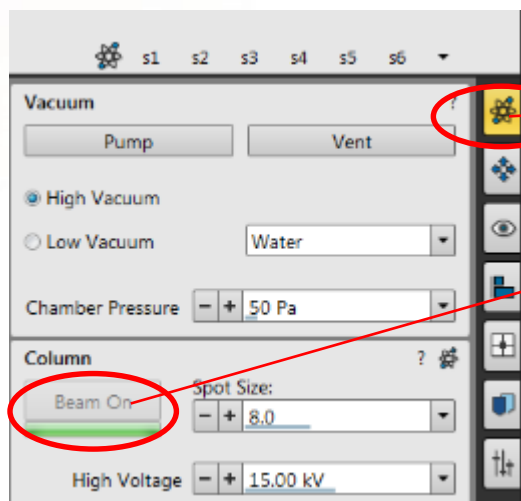 s1 s2 s3 s4 s5 s6
Vacuum ?
Pump Vent
High Vacuum
Low Vacuum Water
Chamber Pressure - + 50 Pa
Column ?
Beam On
Spot Size:
- + 8.0
High Voltage - + 15.00 kV